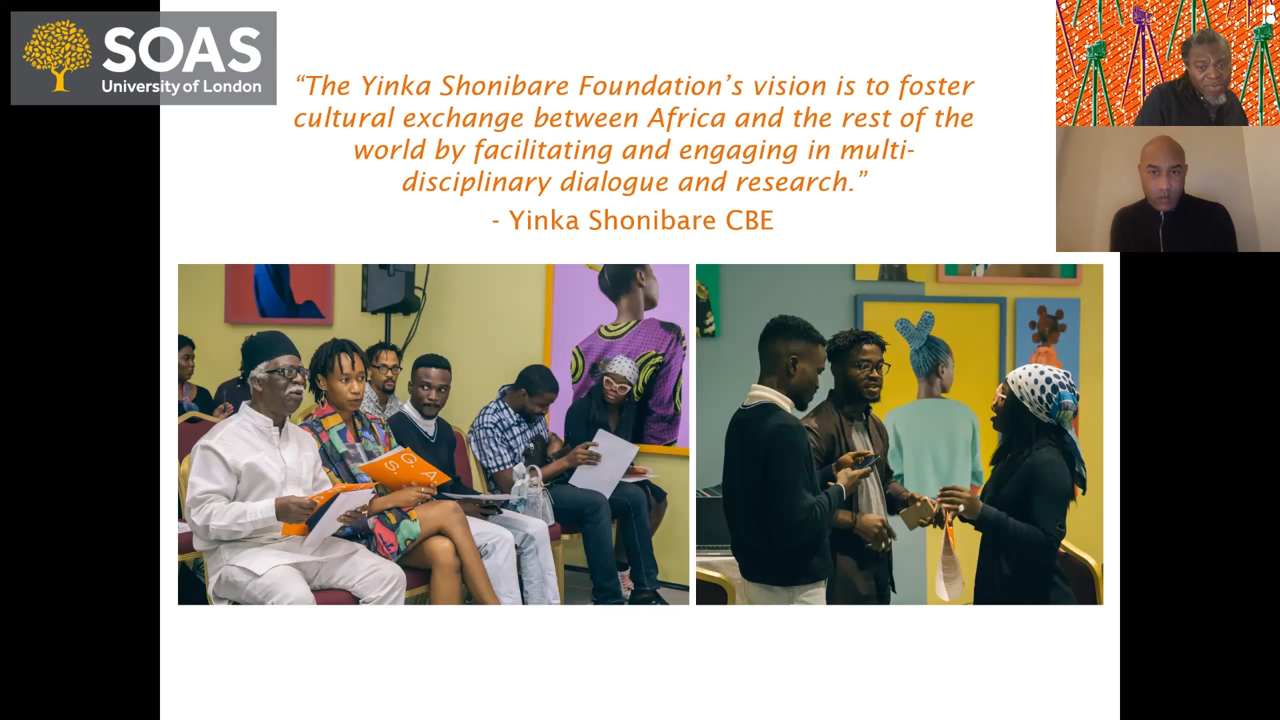 SOAS
University of London
“The Yinka Shonibare Foundation’s vision is to foster
cultural exchange between Africa and the rest of the
world by facilitating and engaging in multi-
disciplinary dialogue and research.”
- Yinka Shonibare CBE
G.A.
S.